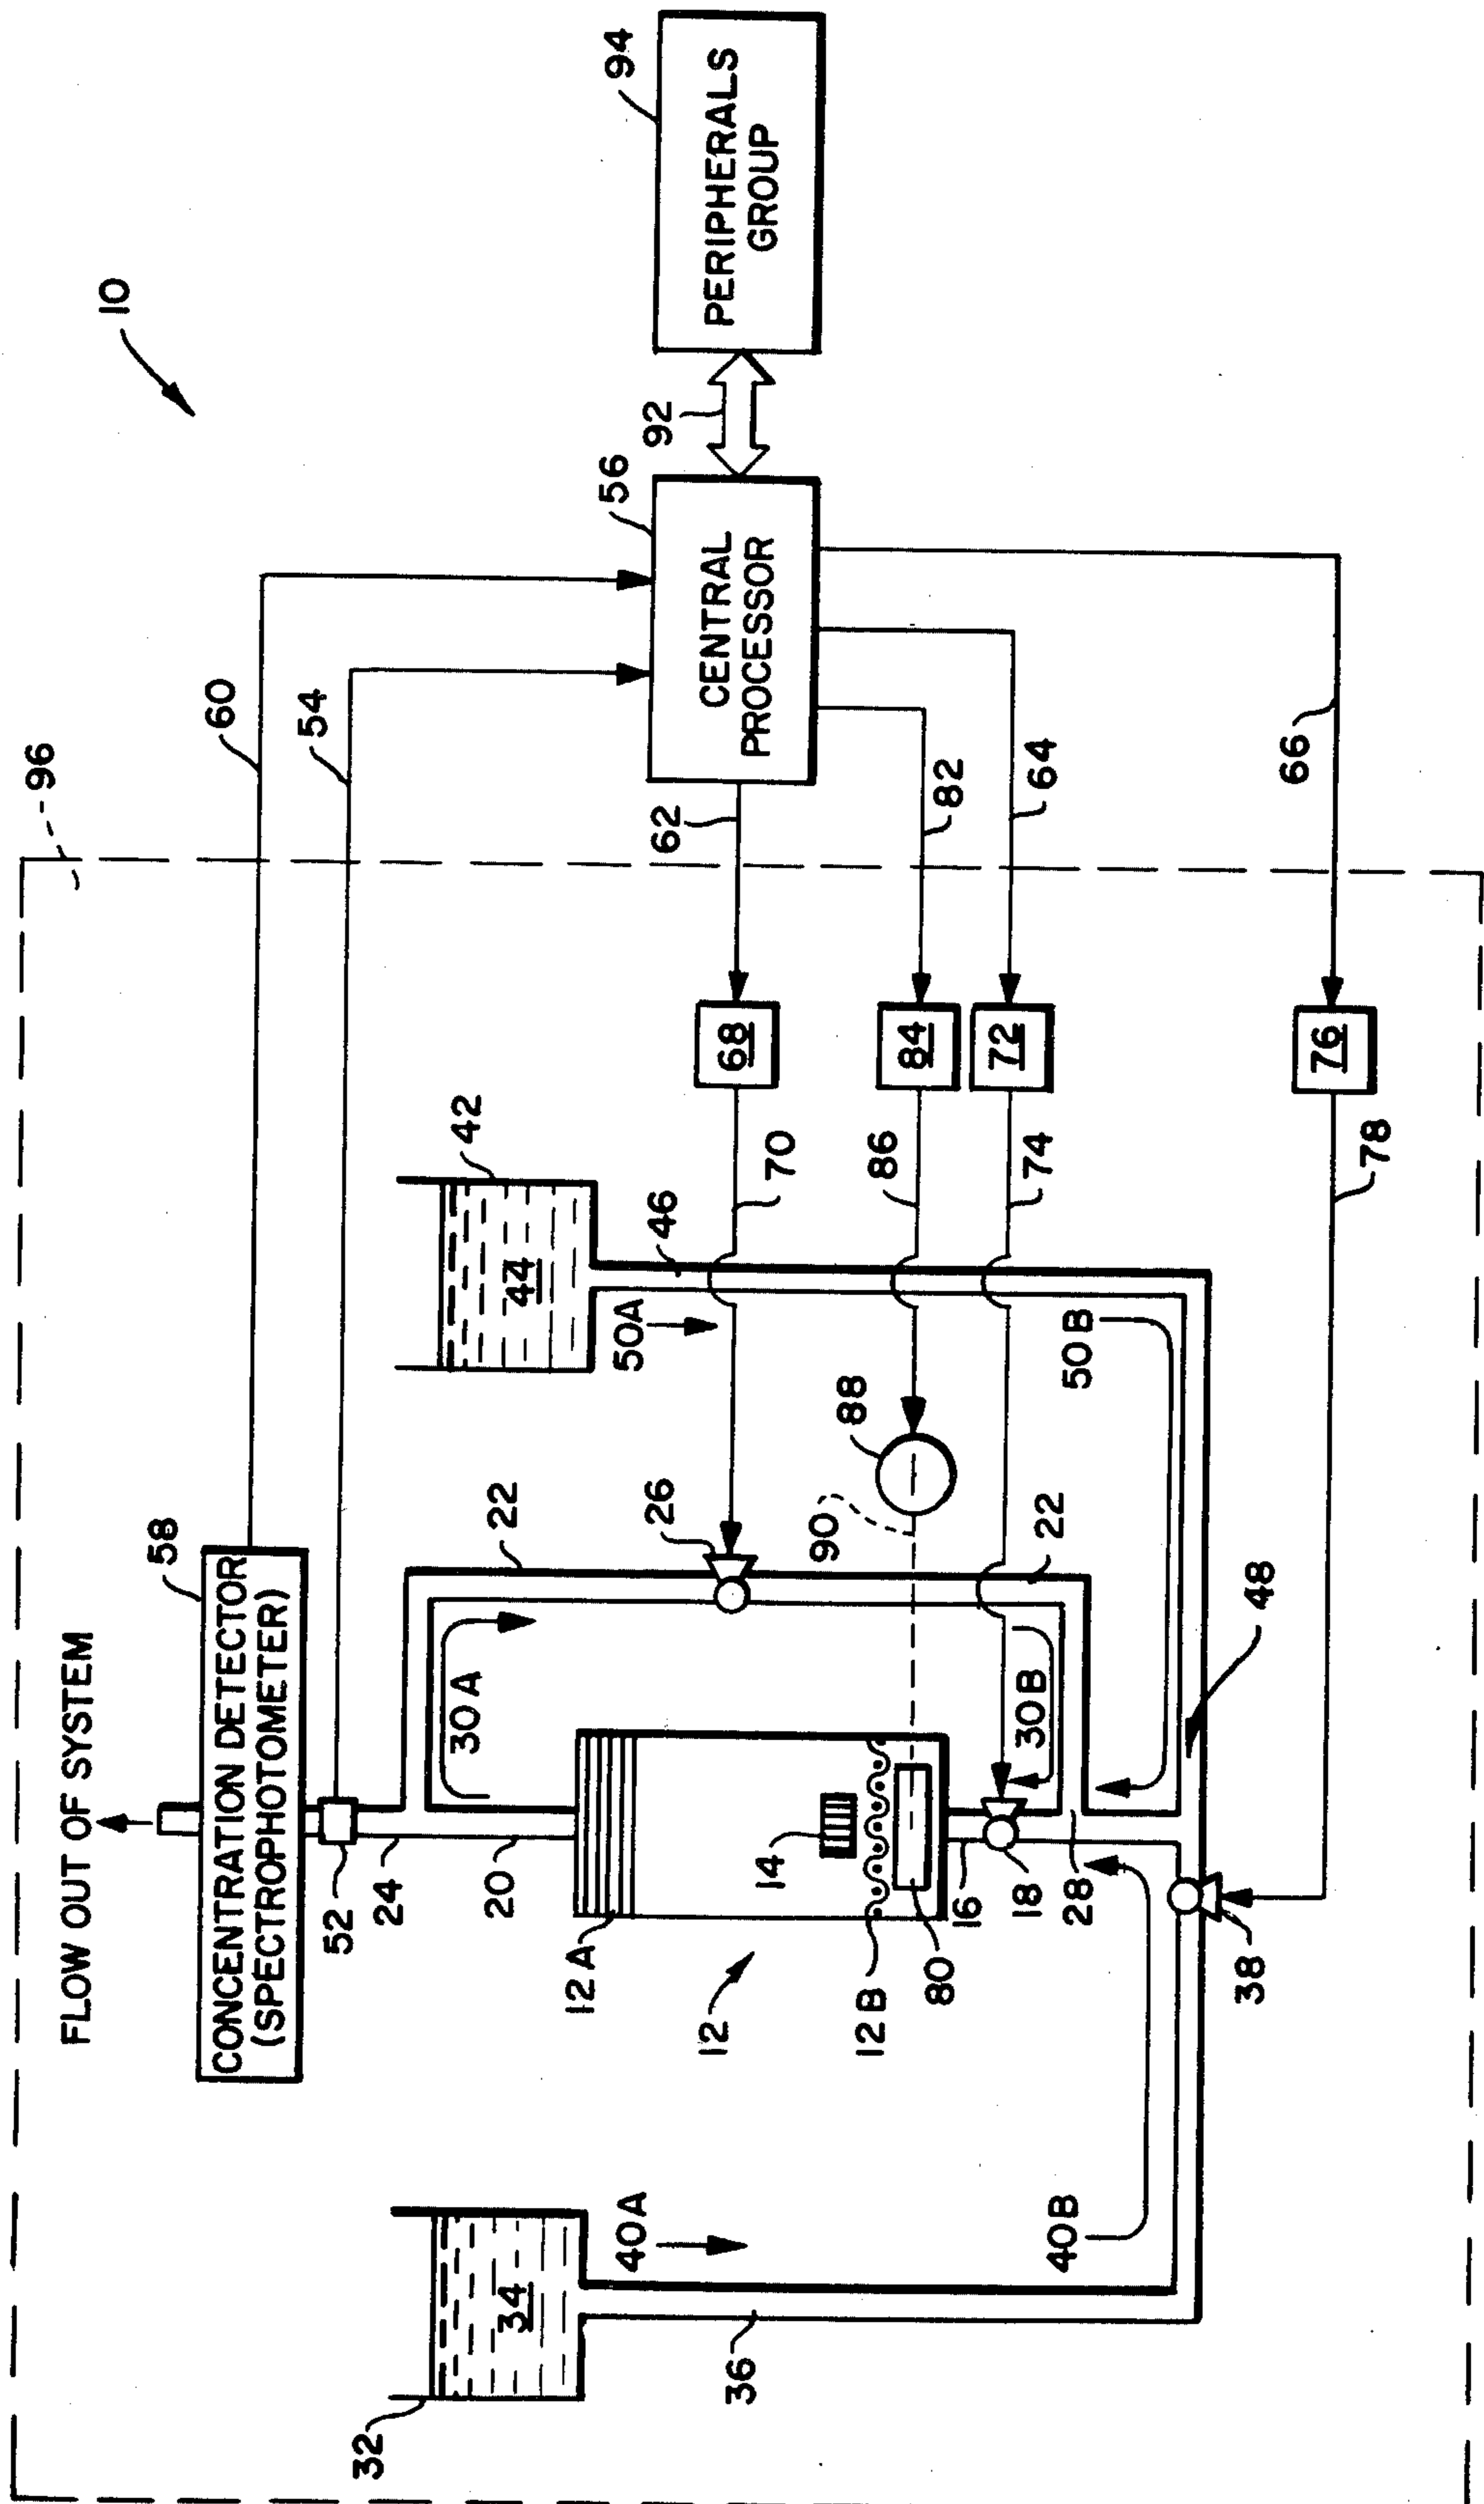 10
96
FLOW OUT OF SYSTEM
58
CONCENTRATION DETECTOR
(SPECTROPHOTOMETER)
60
54
52
24
20
22
30A
12A
12
12B
14
80
16
18
28
30B
22
26
90
88
32
34
36
40A
40B
38
48
42
44
46
50A
50B
70
86
74
78
68
84
72
76
62
82
64
66
56
CENTRAL
PROCESSOR
92
94
PERIPHERALS
GROUP